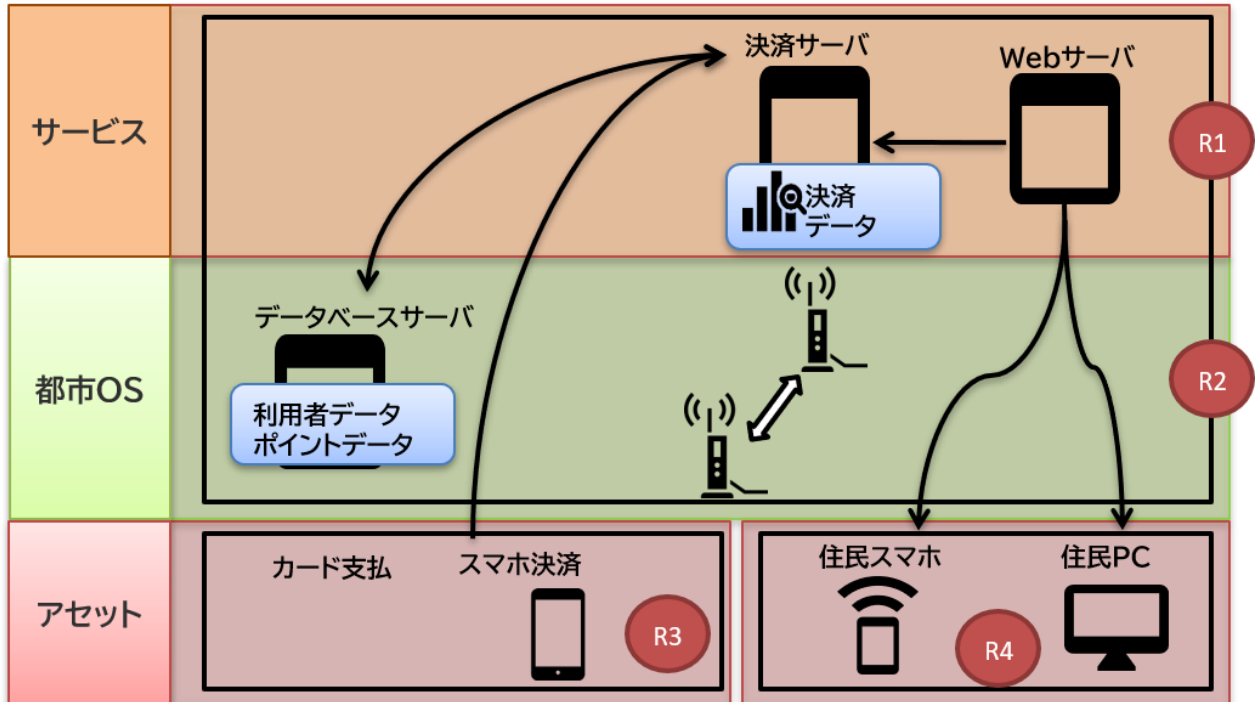 サービス
決済サーバ
Webサーバ
決済
データ
R1
都市OS
データベースサーバ
利用者データ
ポイントデータ
R2
アセット
カード支払
スマホ決済
R3
住民スマホ
住民PC
R4